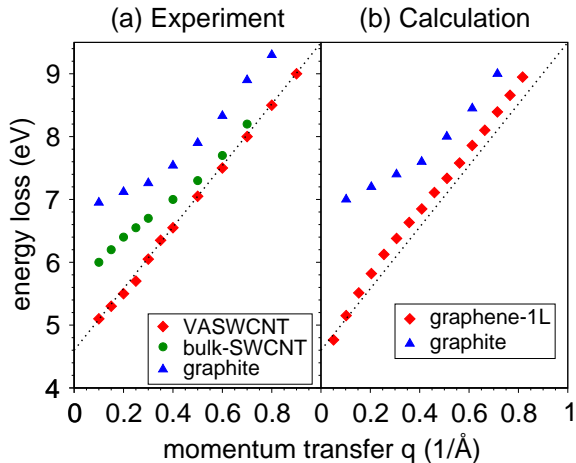 (a) Experiment
(b) Calculation
energy loss (eV)
9
8
7
6
5
4
VASWCNT
bulk-SWCNT
graphite
graphene-1L
graphite
0 0.2 0.4 0.6 0.8 0 0.2 0.4 0.6 0.8 1
momentum transfer q (1/Å)